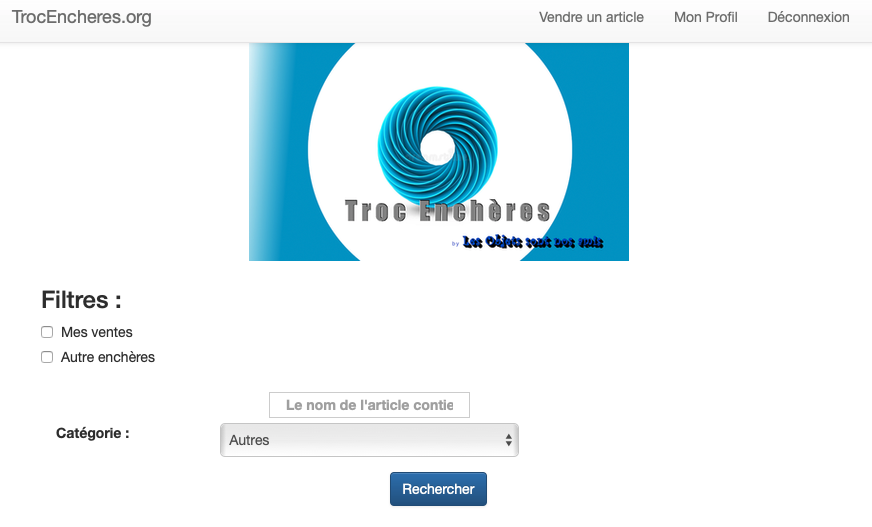 TrocEncheres.org
Vendre un article
Mon Profil
Déconnexion
Troc Enchères
by Les Objets sont nos amis
Filtres :
Mes ventes
Autre enchères
Le nom de l'article contie
Catégorie :
Autres
Rechercher